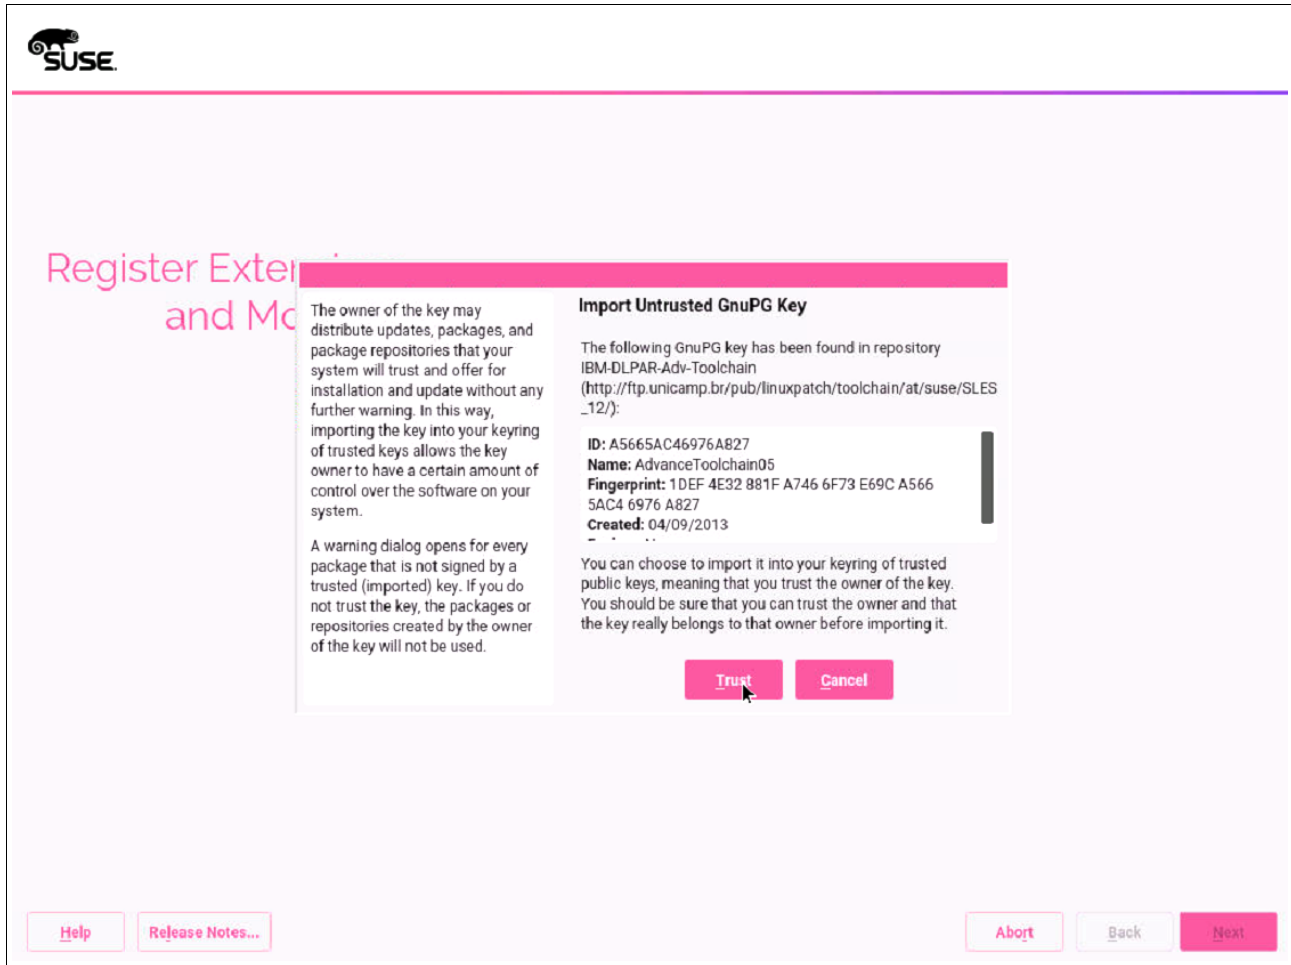 SUSE.
Register Exten
and Mo
The owner of the key may
distribute updates, packages, and
package repositories that your
system will trust and offer for
installation and update without any
further warning. In this way,
importing the key into your keyring
of trusted keys allows the key
owner to have a certain amount of
control over the software on your
system.
A warning dialog opens for every
package that is not signed by a
trusted (imported) key. If you do
not trust the key, the packages or
repositories created by the owner
of the key will not be used.
Import Untrusted GnuPG Key
The following GnuPG key has been found in repository
IBM-DLPAR-Adv-Toolchain
(http://ftp.unicamp.br/pub/linuxpatch/toolchain/at/suse/SLES
_12/):
ID: A5665AC46976A827
Name: AdvanceToolchain05
Fingerprint: 1DEF 4E32 881F A746 6F73 E69C A566
5AC4 6976 A827
Created: 04/09/2013
You can choose to import it into your keyring of trusted
public keys, meaning that you trust the owner of the key.
You should be sure that you can trust the owner and that
the key really belongs to that owner before importing it.
Trust Cancel
Help Release Notes... Abort Back Next